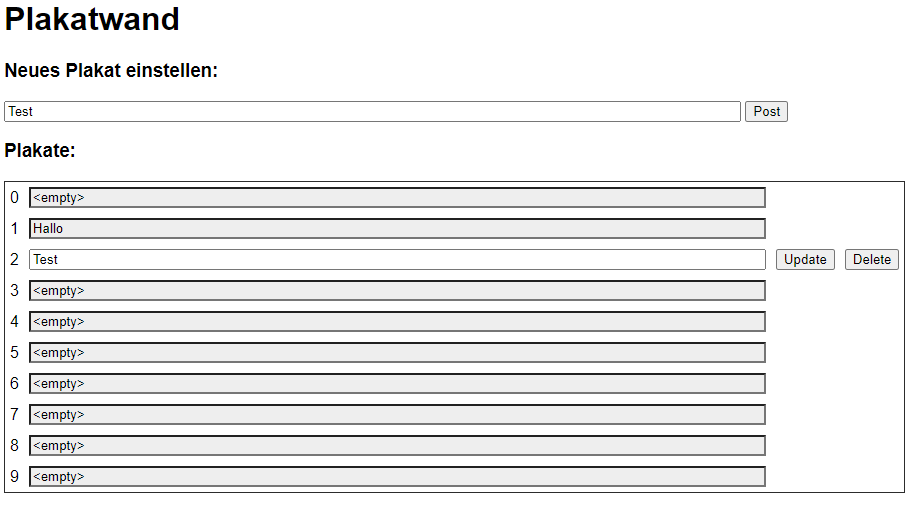 Plakatwand
Neues Plakat einstellen:
Test Post
Plakate:
0 <empty>
1 Hallo
2 Test Update Delete
3 <empty>
4 <empty>
5 <empty>
6 <empty>
7 <empty>
8 <empty>
9 <empty>